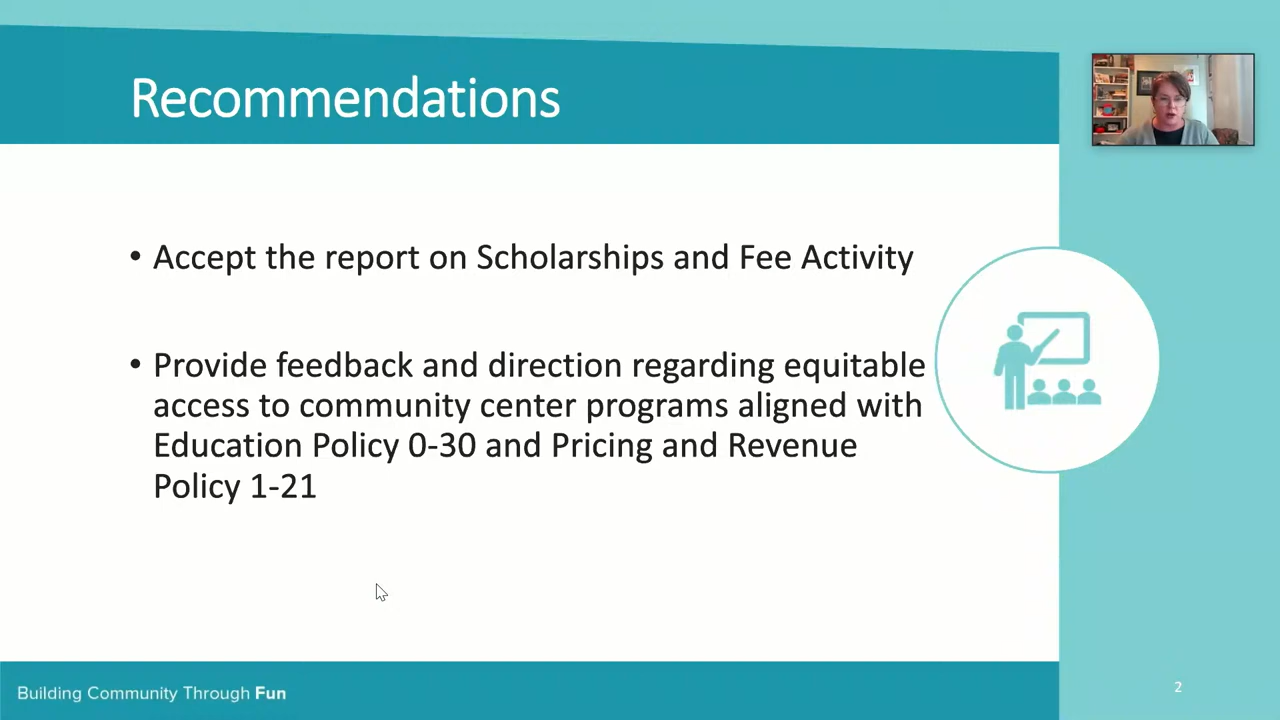 Recommendations
• Accept the report on Scholarships and Fee Activity
• Provide feedback and direction regarding equitable
access to community center programs aligned with
Education Policy 0-30 and Pricing and Revenue
Policy 1-21
Building Community Through Fun
2